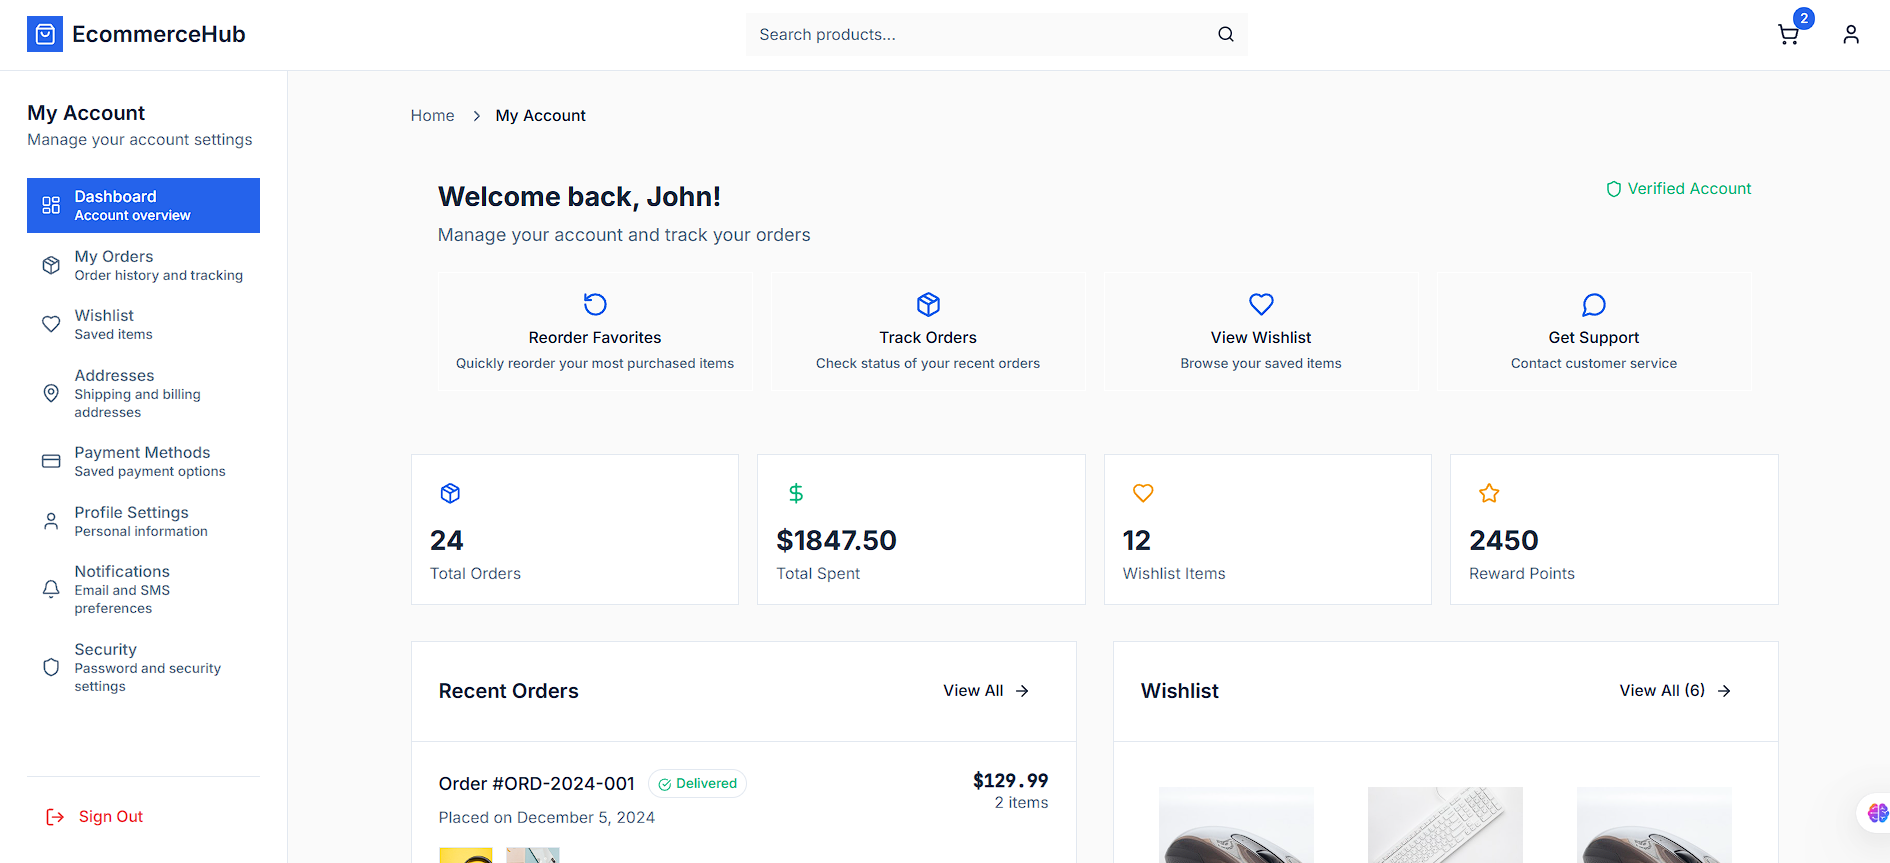 EcommerceHub
Search products...
2
My Account
Manage your account settings
Dashboard
Account overview
My Orders
Order history and tracking
Wishlist
Saved items
Addresses
Shipping and billing
addresses
Payment Methods
Saved payment options
Profile Settings
Personal information
Notifications
Email and SMS
preferences
Security
Password and security
settings
Sign Out
Home
My Account
Welcome back, John!
Verified Account
Manage your account and track your orders
Reorder Favorites
Quickly reorder your most purchased items
Track Orders
Check status of your recent orders
View Wishlist
Browse your saved items
Get Support
Contact customer service
24
Total Orders
$1847.50
Total Spent
12
Wishlist Items
2450
Reward Points
Recent Orders
View All
Order #ORD-2024-001
Delivered
$129.99
Placed on December 5, 2024
2 items
Wishlist
View All (6)